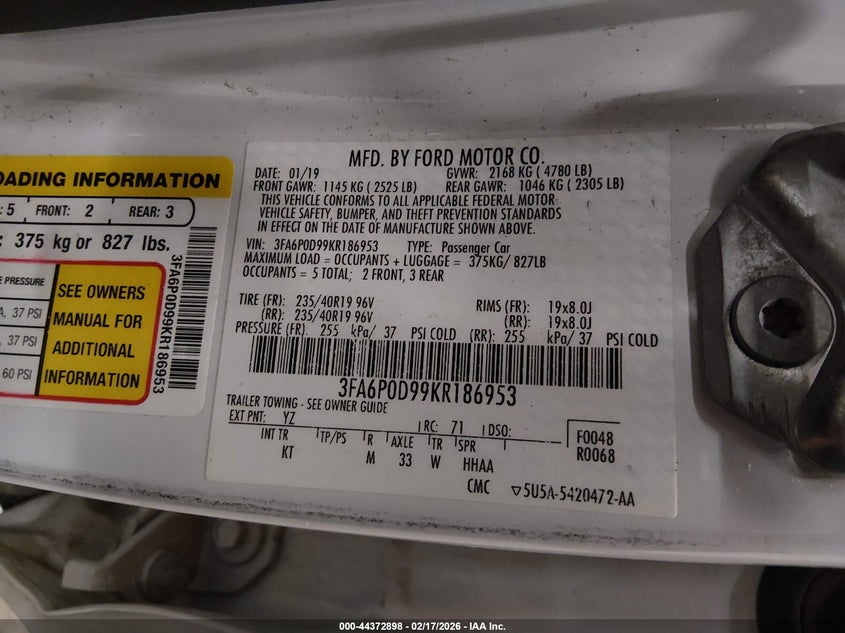 OADING INFORMATION
: 5 FRONT: 2 REAR: 3
: 375 kg or 827 lbs.
E PRESSURE
A, 37 PSI
, 37 PSI
60 PSI
SEE OWNERS
MANUAL FOR
ADDITIONAL
INFORMATION
3FA6P0D99KR186953
MFD. BY FORD MOTOR CO.
DATE: 01/19 GVWR: 2168 KG ( 4780 LB)
FRONT GAWR: 1145 KG ( 2525 LB) REAR GAWR: 1046 KG ( 2305 LB)
THIS VEHICLE CONFORMS TO ALL APPLICABLE FEDERAL MOTOR
VEHICLE SAFETY, BUMPER, AND THEFT PREVENTION STANDARDS
IN EFFECT ON THE DATE OF MANUFACTURE SHOWN ABOVE.
VIN: 3FA6P0D99KR186953 TYPE: Passenger Car
MAXIMUM LOAD = OCCUPANTS + LUGGAGE = 375KG/ 827LB
OCCUPANTS = 5 TOTAL; 2 FRONT, 3 REAR
TIRE (FR): 235/40R19 96V RIMS (FR): 19x8.0J
(RR): 235/40R19 96V (RR): 19x8.0J
PRESSURE (FR): 255 kPa/ 37 PSI COLD (RR): 255 kPa/ 37 PSI COLD
3FA6P0D99KR186953
TRAILER TOWING - SEE OWNER GUIDE
EXT PNT: YZ RC: 71 DSO:
INT TR TP/PS R AXLE TR SPR
KT M 33 W HHAA
F0048
R0068
CMC ▽5U5A-5420472-AA
000-44372898 - 02/17/2026 - IAA Inc.